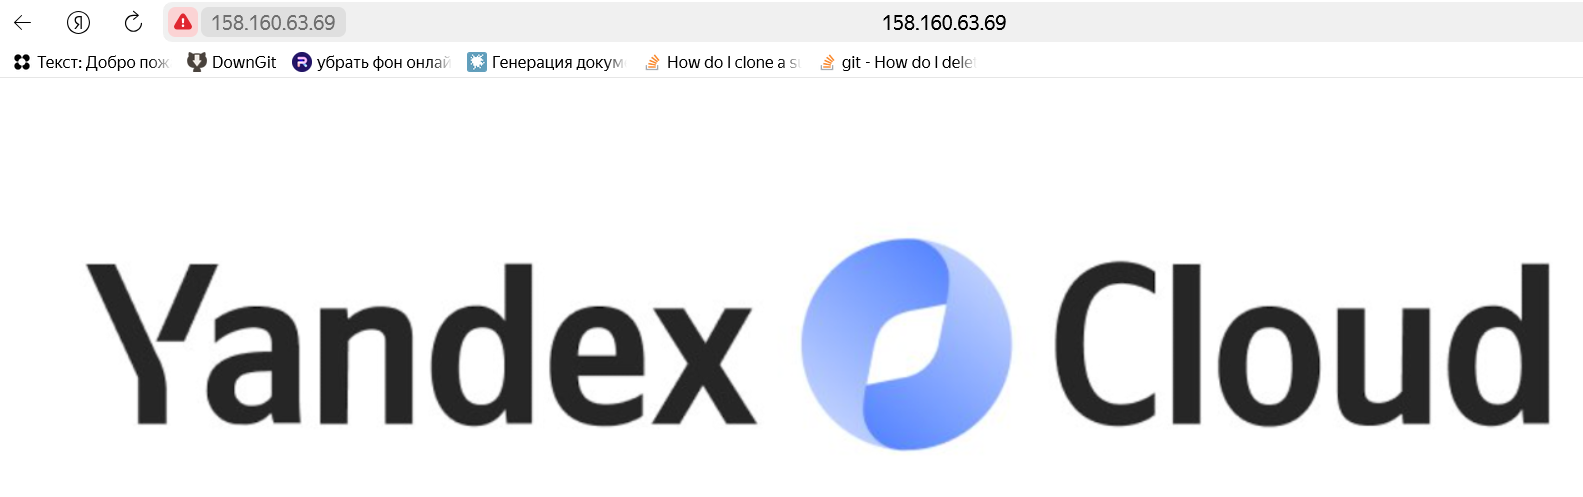 Я 158.160.63.69 158.160.63.69
Текст: Добро пож DownGit R убрать фон онлай Генерация докум How do I clone a s git - How do I dele
Yandex Cloud